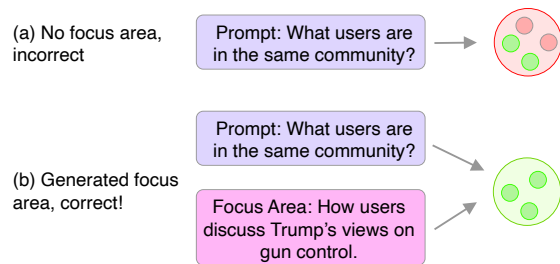 (a) No focus area,
incorrect
Prompt: What users are
in the same community?
Prompt: What users are
in the same community?
(b) Generated focus
area, correct!
Focus Area: How users
discuss Trump's views on
gun control.